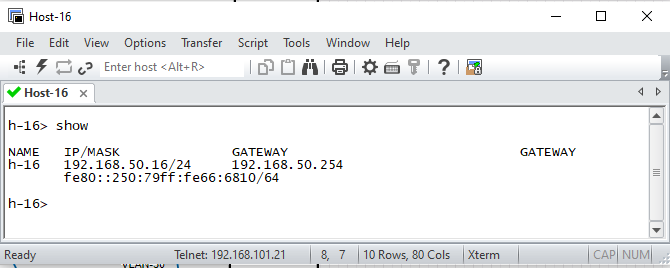 Host-16
File Edit View Options Transfer Script Tools Window Help
Enter host <Alt+R>
Host-16
h-16> show
NAME   IP/MASK              GATEWAY                             GATEWAY
h-16   192.168.50.16/24     192.168.50.254
       fe80::250:79ff:fe66:6810/64
h-16>
Ready Telnet: 192.168.101.21 8, 7 10 Rows, 80 Cols Xterm CAP NUM
VLAN-50